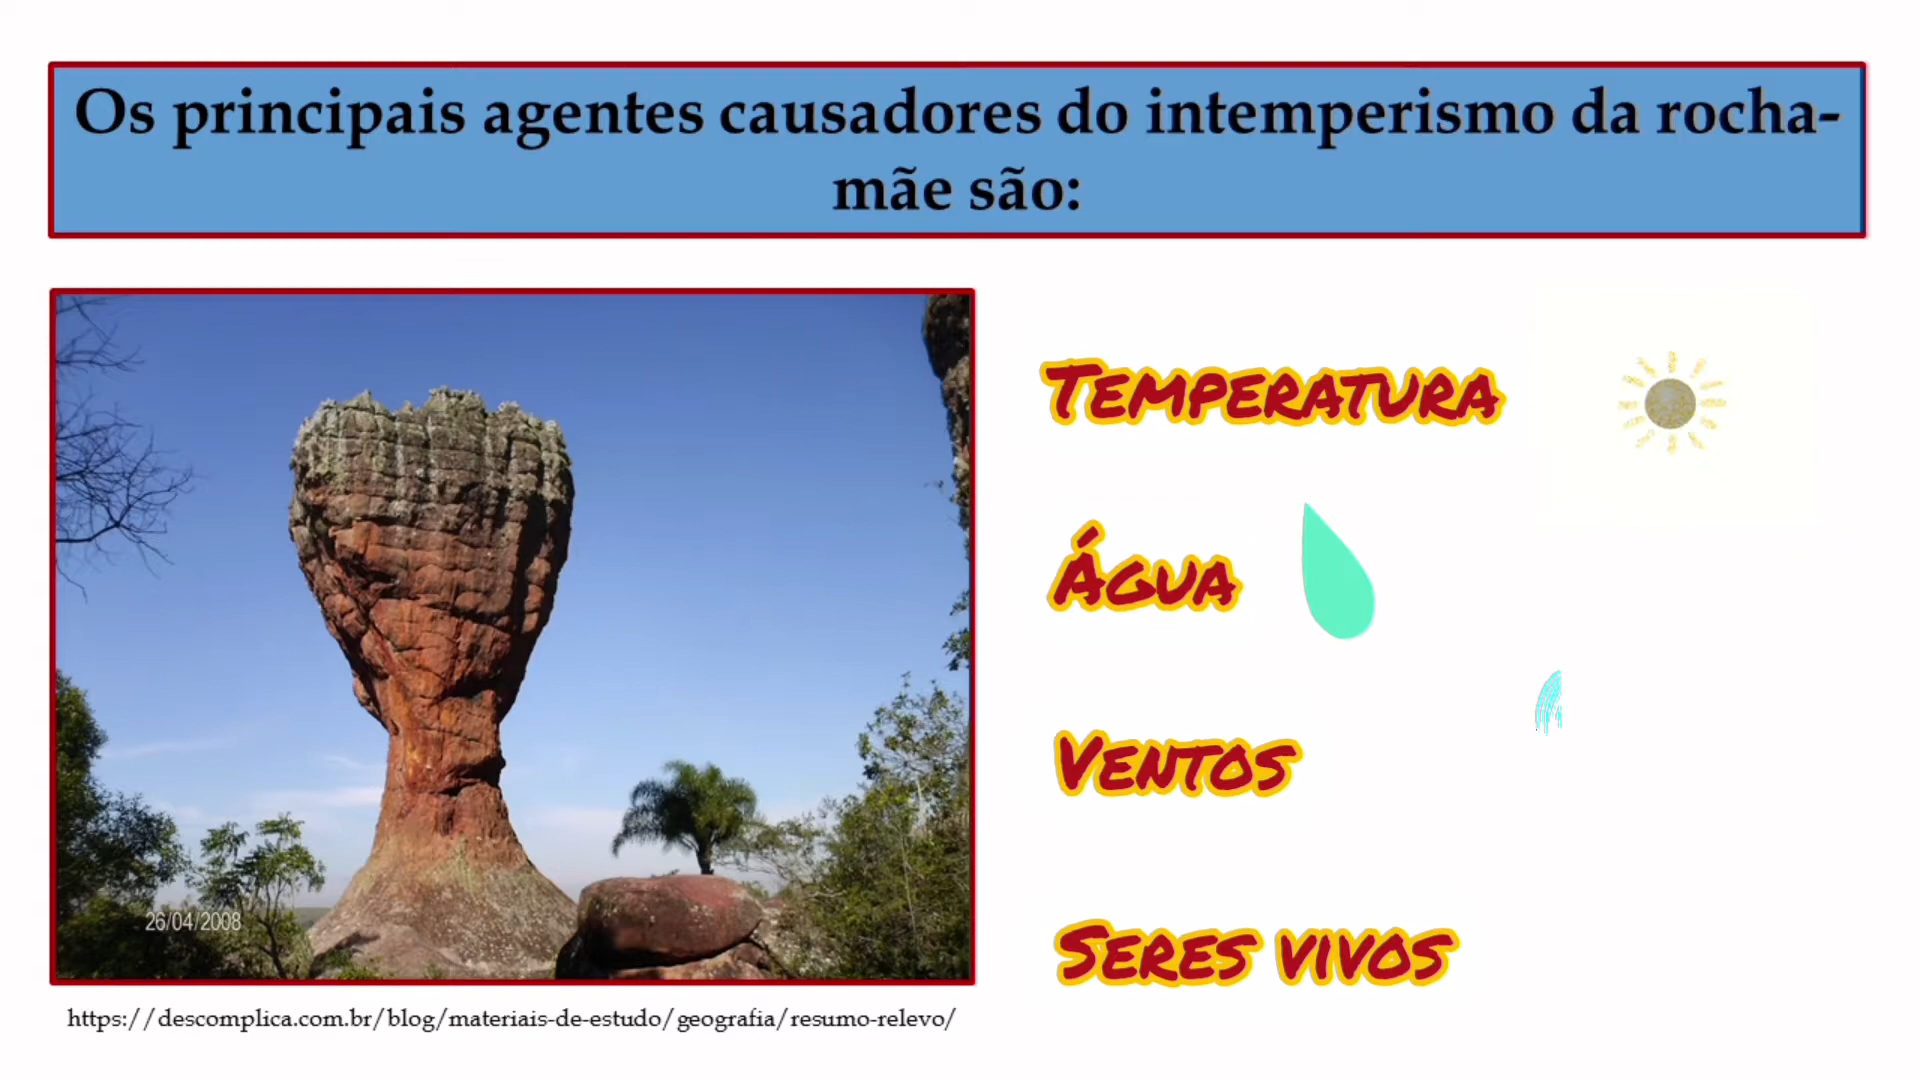 Os principais agentes causadores do intemperismo da rocha-
mãe são:
Temperatura
Água
Ventos
Seres vivos
26/04/2008
https://descomplica.com.br/blog/materiais-de-estudo/geografia/resumo-relevo/